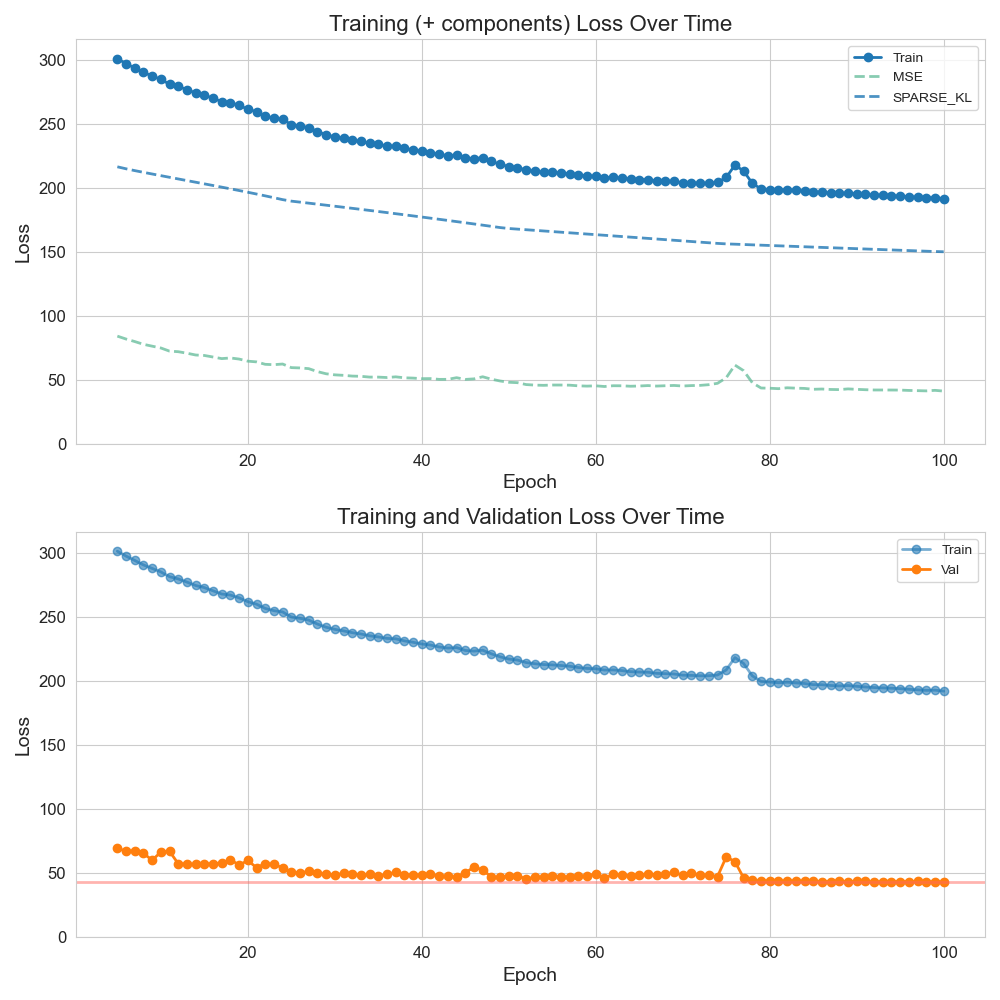 Training (+ components) Loss Over Time
Train
MSE
SPARSE_KL
Loss
300
250
200
150
100
50
0
20 40 60 80 100
Epoch
Training and Validation Loss Over Time
Train
Val
Loss
300
250
200
150
100
50
0
20 40 60 80 100
Epoch